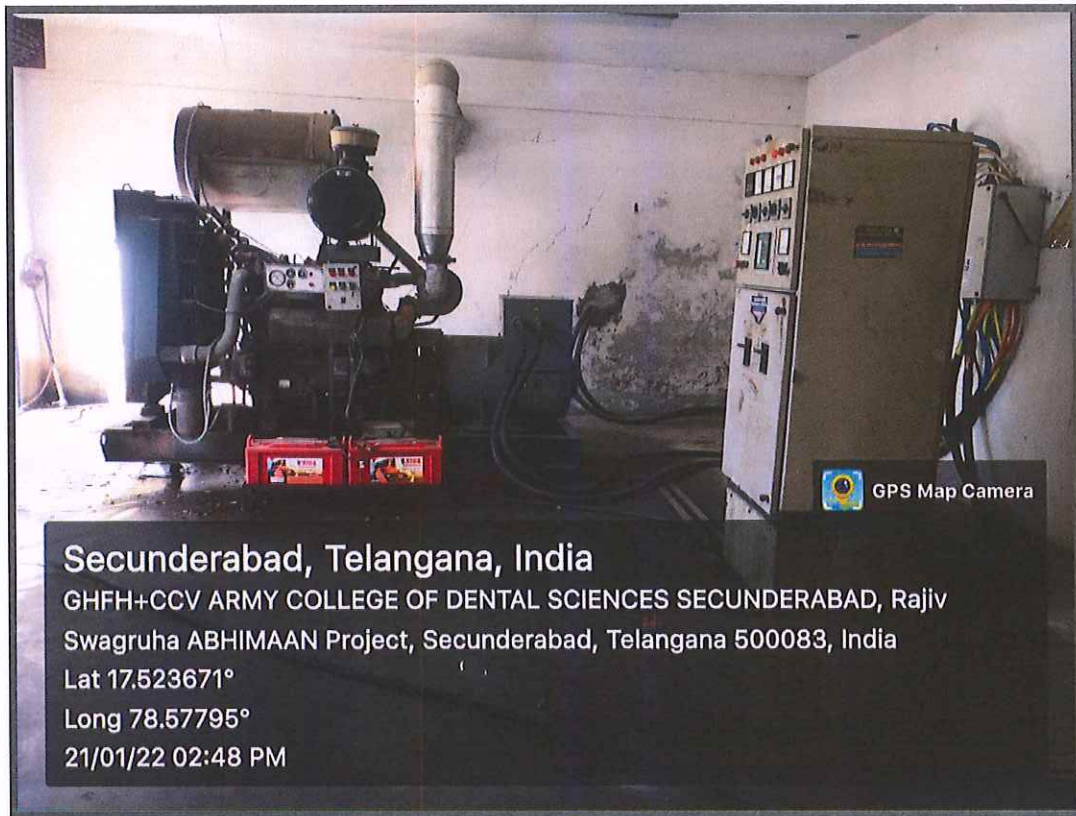 GPS Map Camera
Secunderabad, Telangana, India
GHFH+CCV ARMY COLLEGE OF DENTAL SCIENCES SECUNDERABAD, Rajiv
Swagruha ABHIMAAN Project, Secunderabad, Telangana 500083, India
Lat 17.523671°
Long 78.57795°
21/01/22 02:48 PM